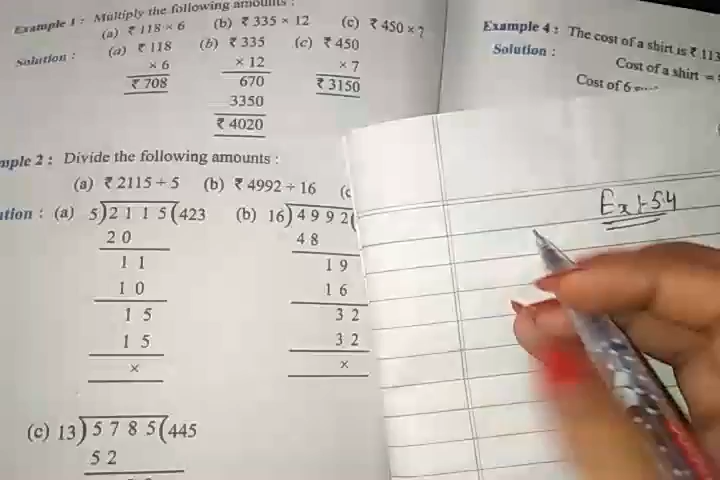 Example 1 : Multiply the following amounts :
(a) ₹ 118 × 6 (b) ₹ 335 × 12 (c) ₹ 450 × 7
Solution : (a) ₹ 118 (b) ₹ 335 (c) ₹ 450
× 6 × 12 × 7
₹ 708 670 ₹ 3150
3350
₹ 4020
mple 2 : Divide the following amounts :
(a) ₹ 2115 ÷ 5 (b) ₹ 4992 ÷ 16 (c
ution : (a) 5)2 1 1 5(423 (b) 16)4 9 9 2(
2 0 4 8
1 1 1 9
1 0 1 6
1 5 3 2
1 5 3 2
× ×
(c) 13)5 7 8 5(445
5 2
Example 4 : The cost of a shirt is ₹ 113
Solution : Cost of a shirt =
Cost of 6
Ex :- 5.4